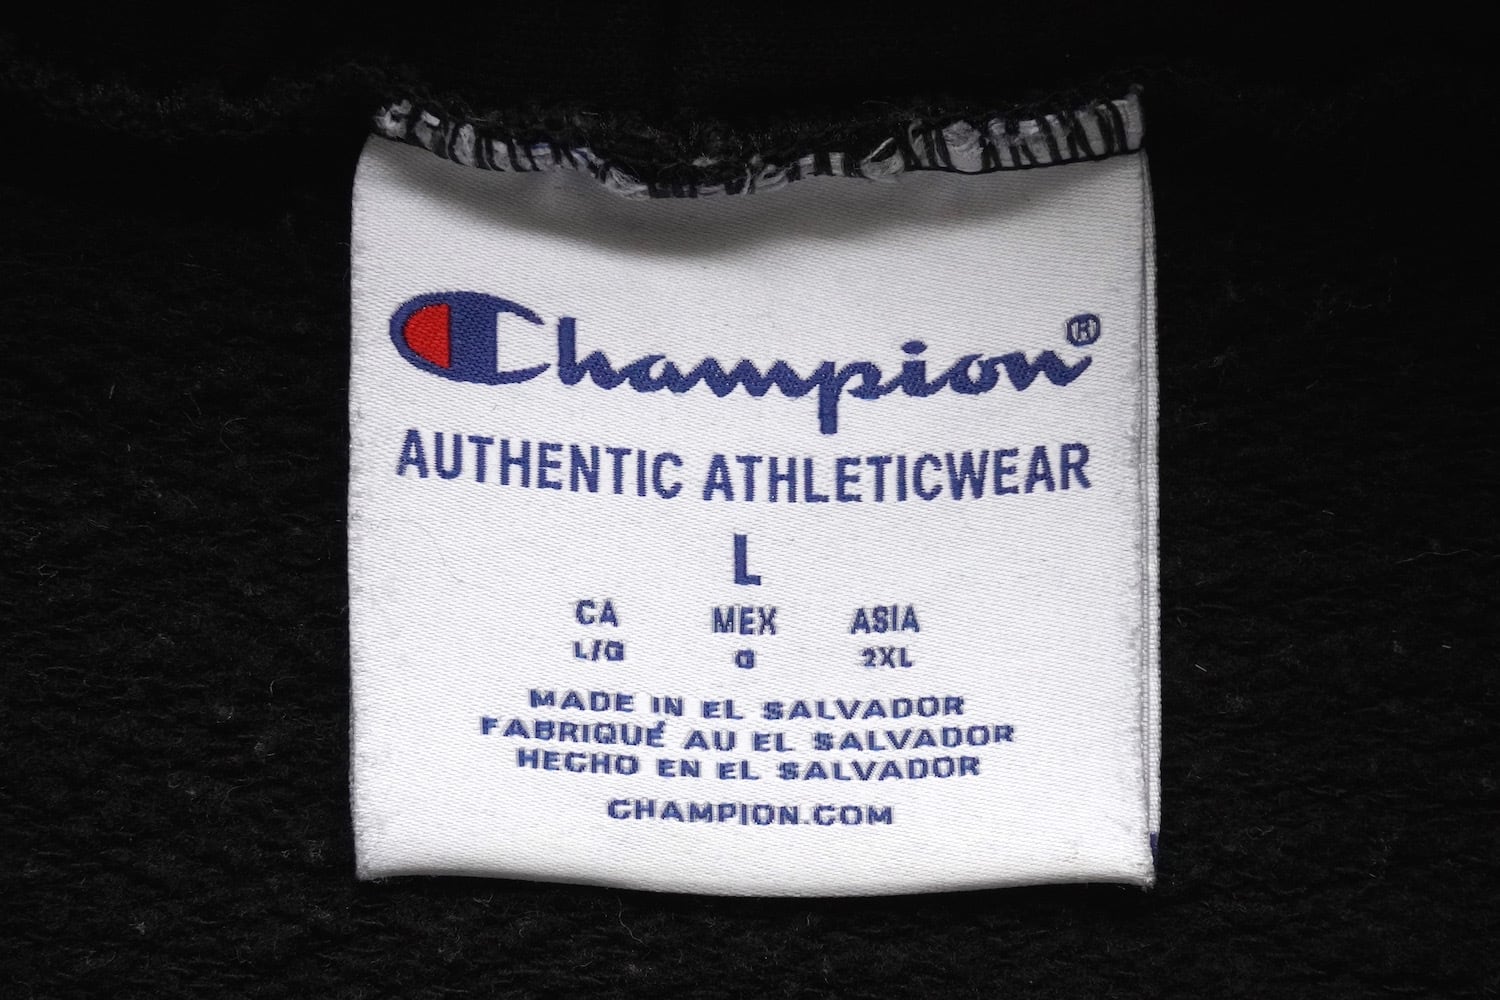 Champion®
AUTHENTIC ATHLETICWEAR
L
CA MEX ASIA
L/G G 2XL
MADE IN EL SALVADOR
FABRIQUÉ AU EL SALVADOR
HECHO EN EL SALVADOR
CHAMPION.COM